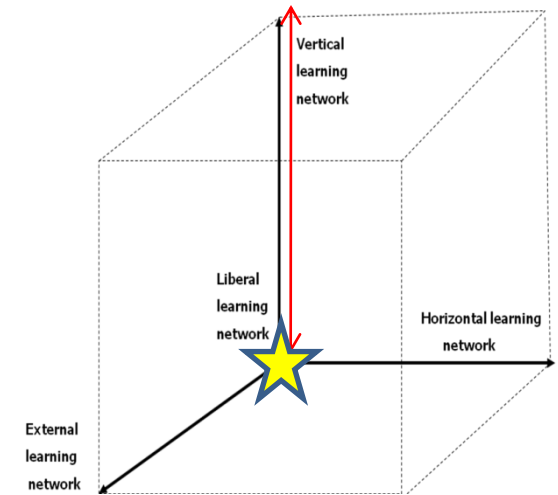 Vertical
learning
network
Liberal
learning
network
Horizontal learning
network
External
learning
network